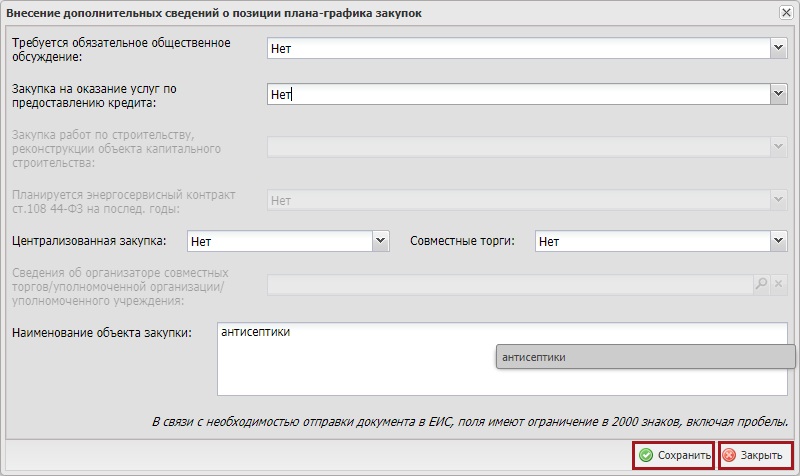 Внесение дополнительных сведений о позиции плана-графика закупок
Требуется обязательное общественное
обсуждение:
Нет
Закупка на оказание услуг по
предоставлению кредита:
Нет
Закупка работ по строительству,
реконструкции объекта капитального
строительства:
Планируется энергосервисный контракт
ст.108 44-ФЗ на послед. годы:
Нет
Централизованная закупка:
Нет
Совместные торги:
Нет
Сведения об организаторе совместных
торгов/уполномоченной организации/
уполномоченного учреждения:
Наименование объекта закупки:
антисептики
антисептики
В связи с необходимостью отправки документа в ЕИС, поля имеют ограничение в 2000 знаков, включая пробелы.
Сохранить
Закрыть